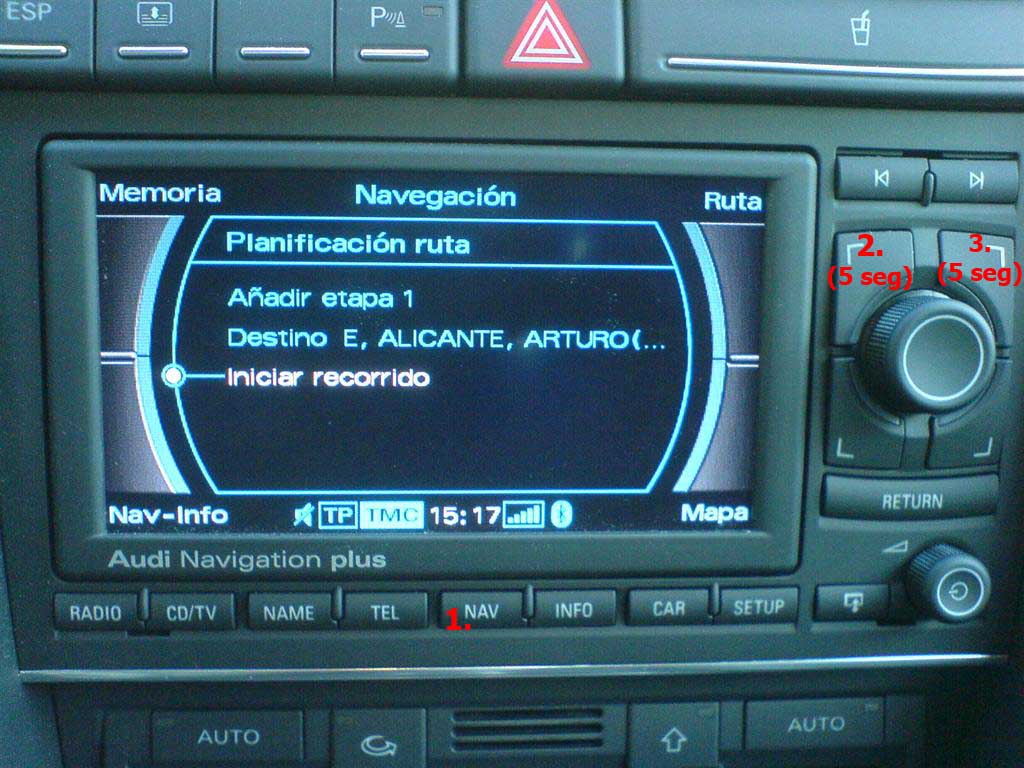 ESP
P
Memoria
Navegación
Ruta
Planificación ruta
Añadir etapa 1
Destino E, ALICANTE, ARTURO(...
Iniciar recorrido
Nav-Info
TP
TMC
15:17
Mapa
Audi Navigation plus
2.
(5 seg)
3.
(5 seg)
RETURN
RADIO
CD/TV
NAME
TEL
1.
NAV
INFO
CAR
SETUP
AUTO
AUTO